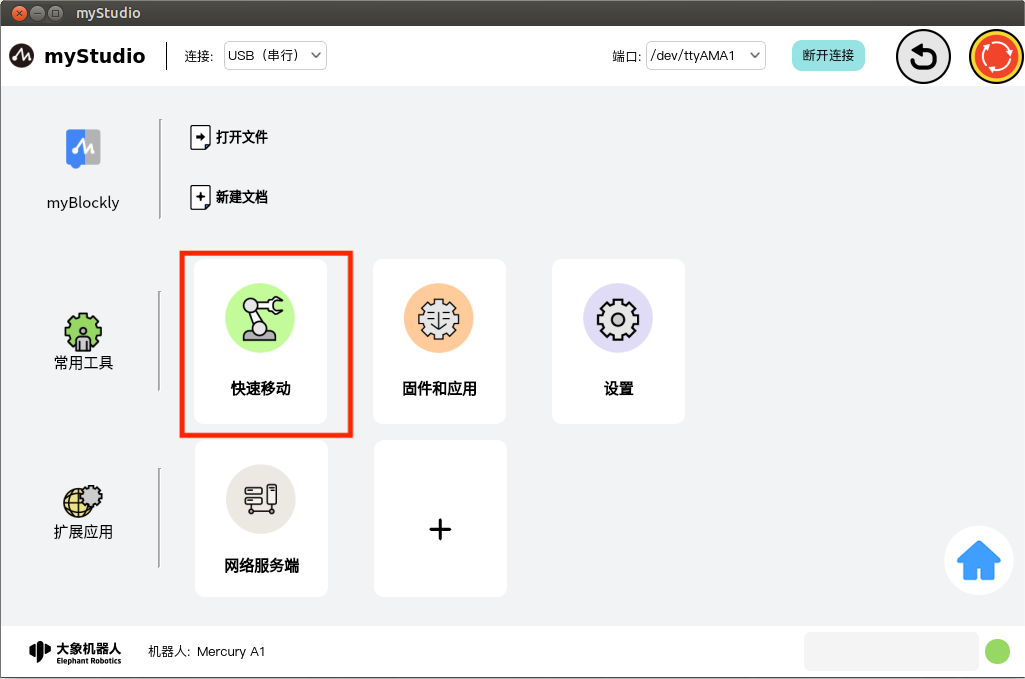 myStudio
myStudio 连接: USB（串行） 端口: /dev/ttyAMA1 断开连接
打开文件
myBlockly
新建文档
常用工具
快速移动 固件和应用 设置
扩展应用
网络服务端
大象机器人
Elephant Robotics
机器人: Mercury A1